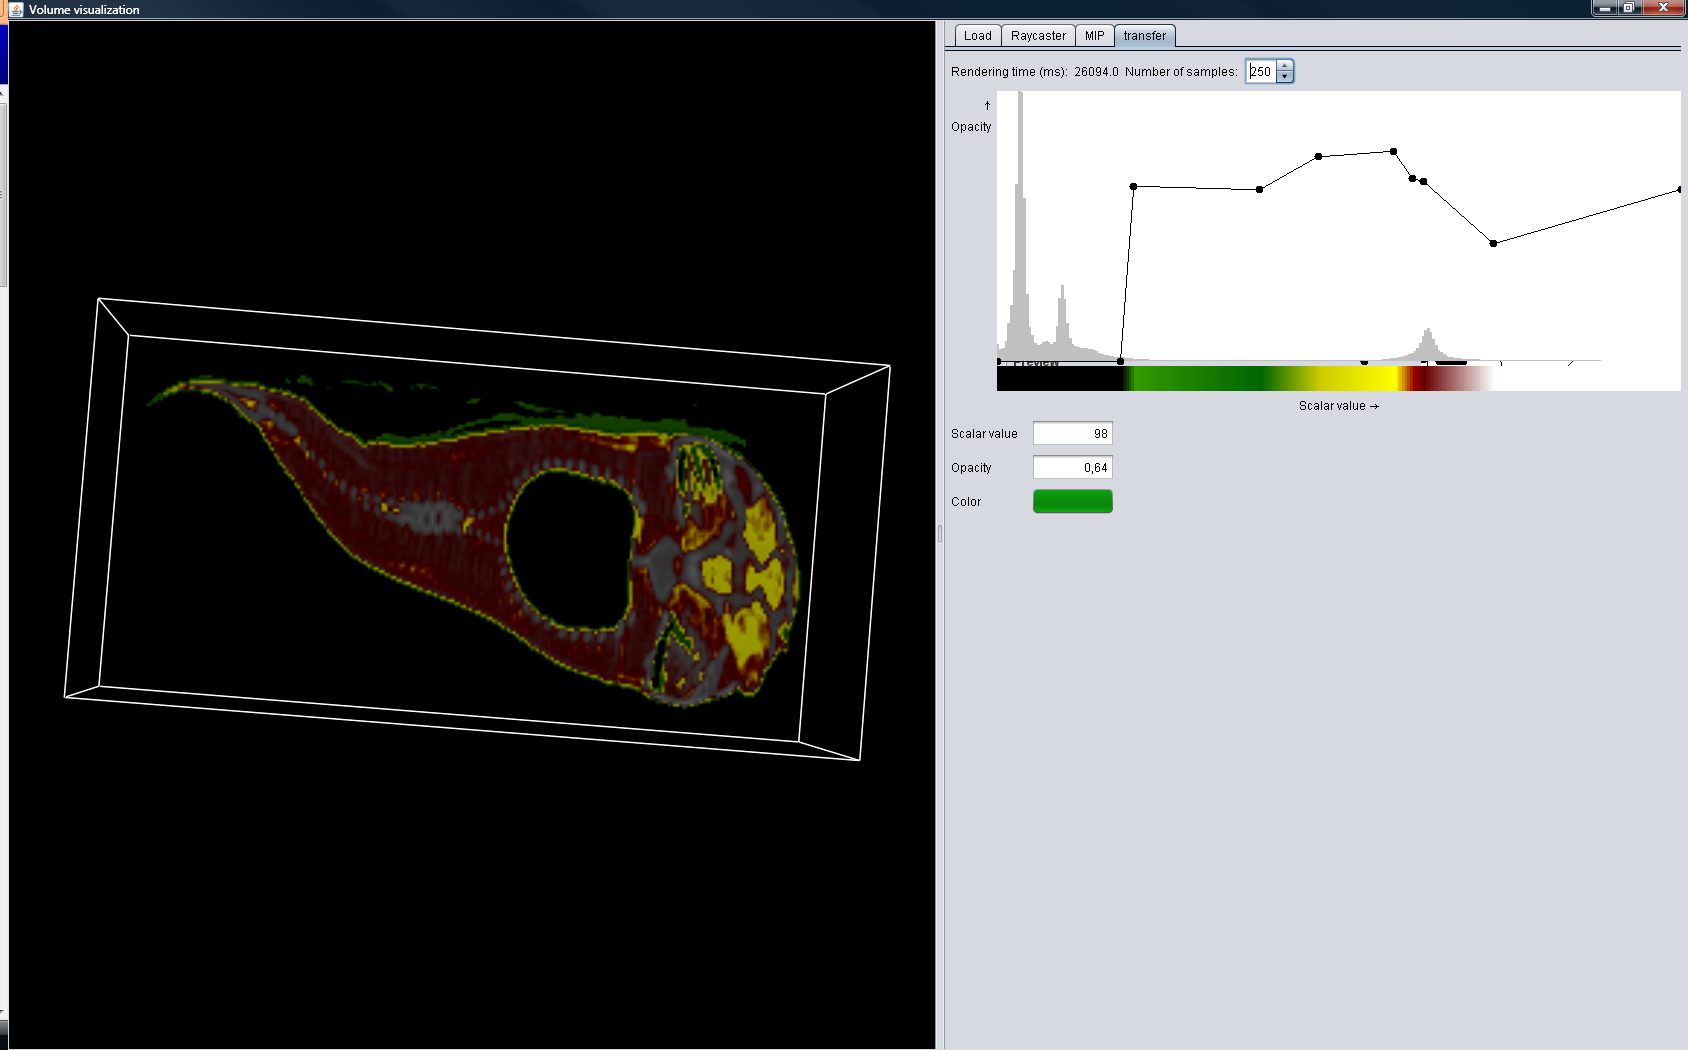 Volume visualization
Load Raycaster MIP transfer
Rendering time (ms): 26094.0 Number of samples: 250
↑
Opacity
Preview
Scalar value →
Scalar value 98
Opacity 0,64
Color